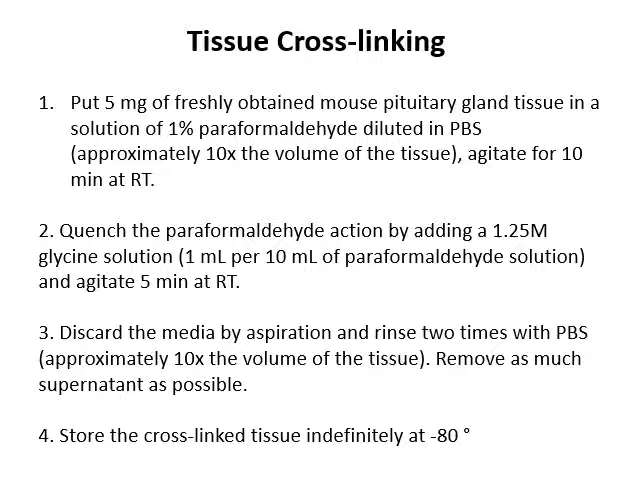 Tissue Cross-linking
1. Put 5 mg of freshly obtained mouse pituitary gland tissue in a
solution of 1% paraformaldehyde diluted in PBS
(approximately 10x the volume of the tissue), agitate for 10
min at RT.
2. Quench the paraformaldehyde action by adding a 1.25M
glycine solution (1 mL per 10 mL of paraformaldehyde solution)
and agitate 5 min at RT.
3. Discard the media by aspiration and rinse two times with PBS
(approximately 10x the volume of the tissue). Remove as much
supernatant as possible.
4. Store the cross-linked tissue indefinitely at -80 °